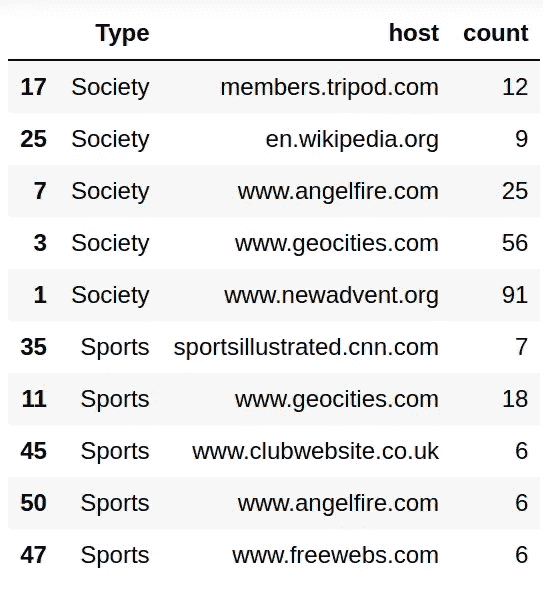 Type host count
17 Society members.tripod.com 12
25 Society en.wikipedia.org 9
7 Society www.angelfire.com 25
3 Society www.geocities.com 56
1 Society www.newadvent.org 91
35 Sports sportsillustrated.cnn.com 7
11 Sports www.geocities.com 18
45 Sports www.clubwebsite.co.uk 6
50 Sports www.angelfire.com 6
47 Sports www.freewebs.com 6